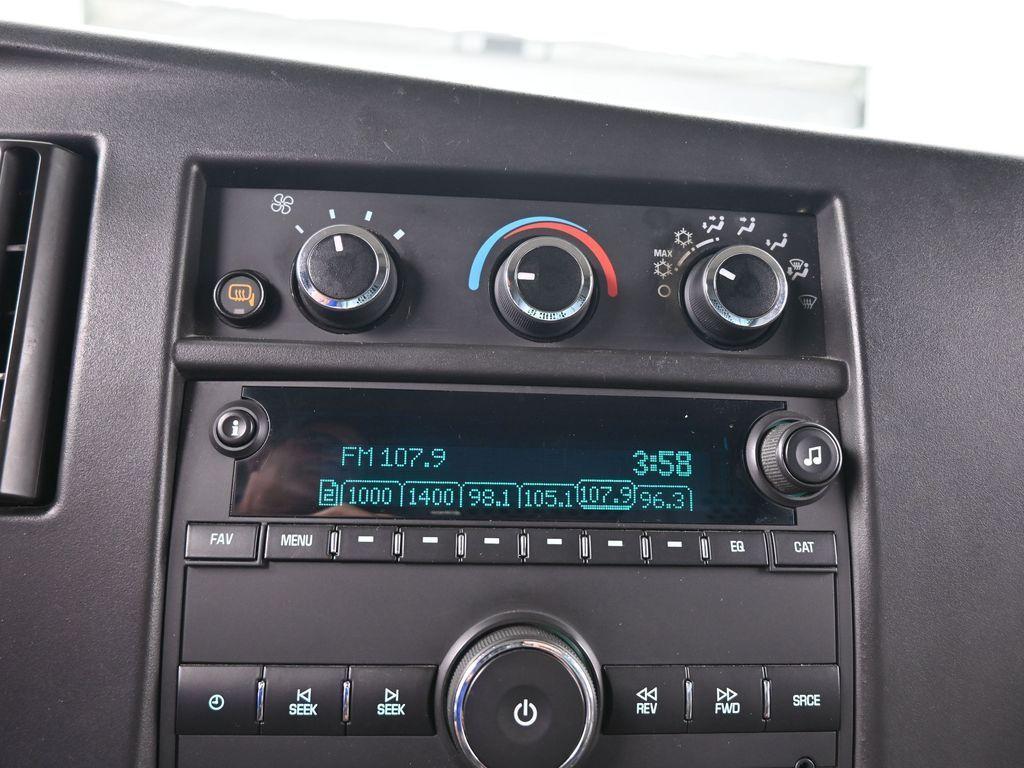 MAX
i
FM 107.9 3:58
2 1000 1400 98.1 105.1 107.9 96.3
FAV MENU EQ CAT
SEEK SEEK REV FWD SRCE